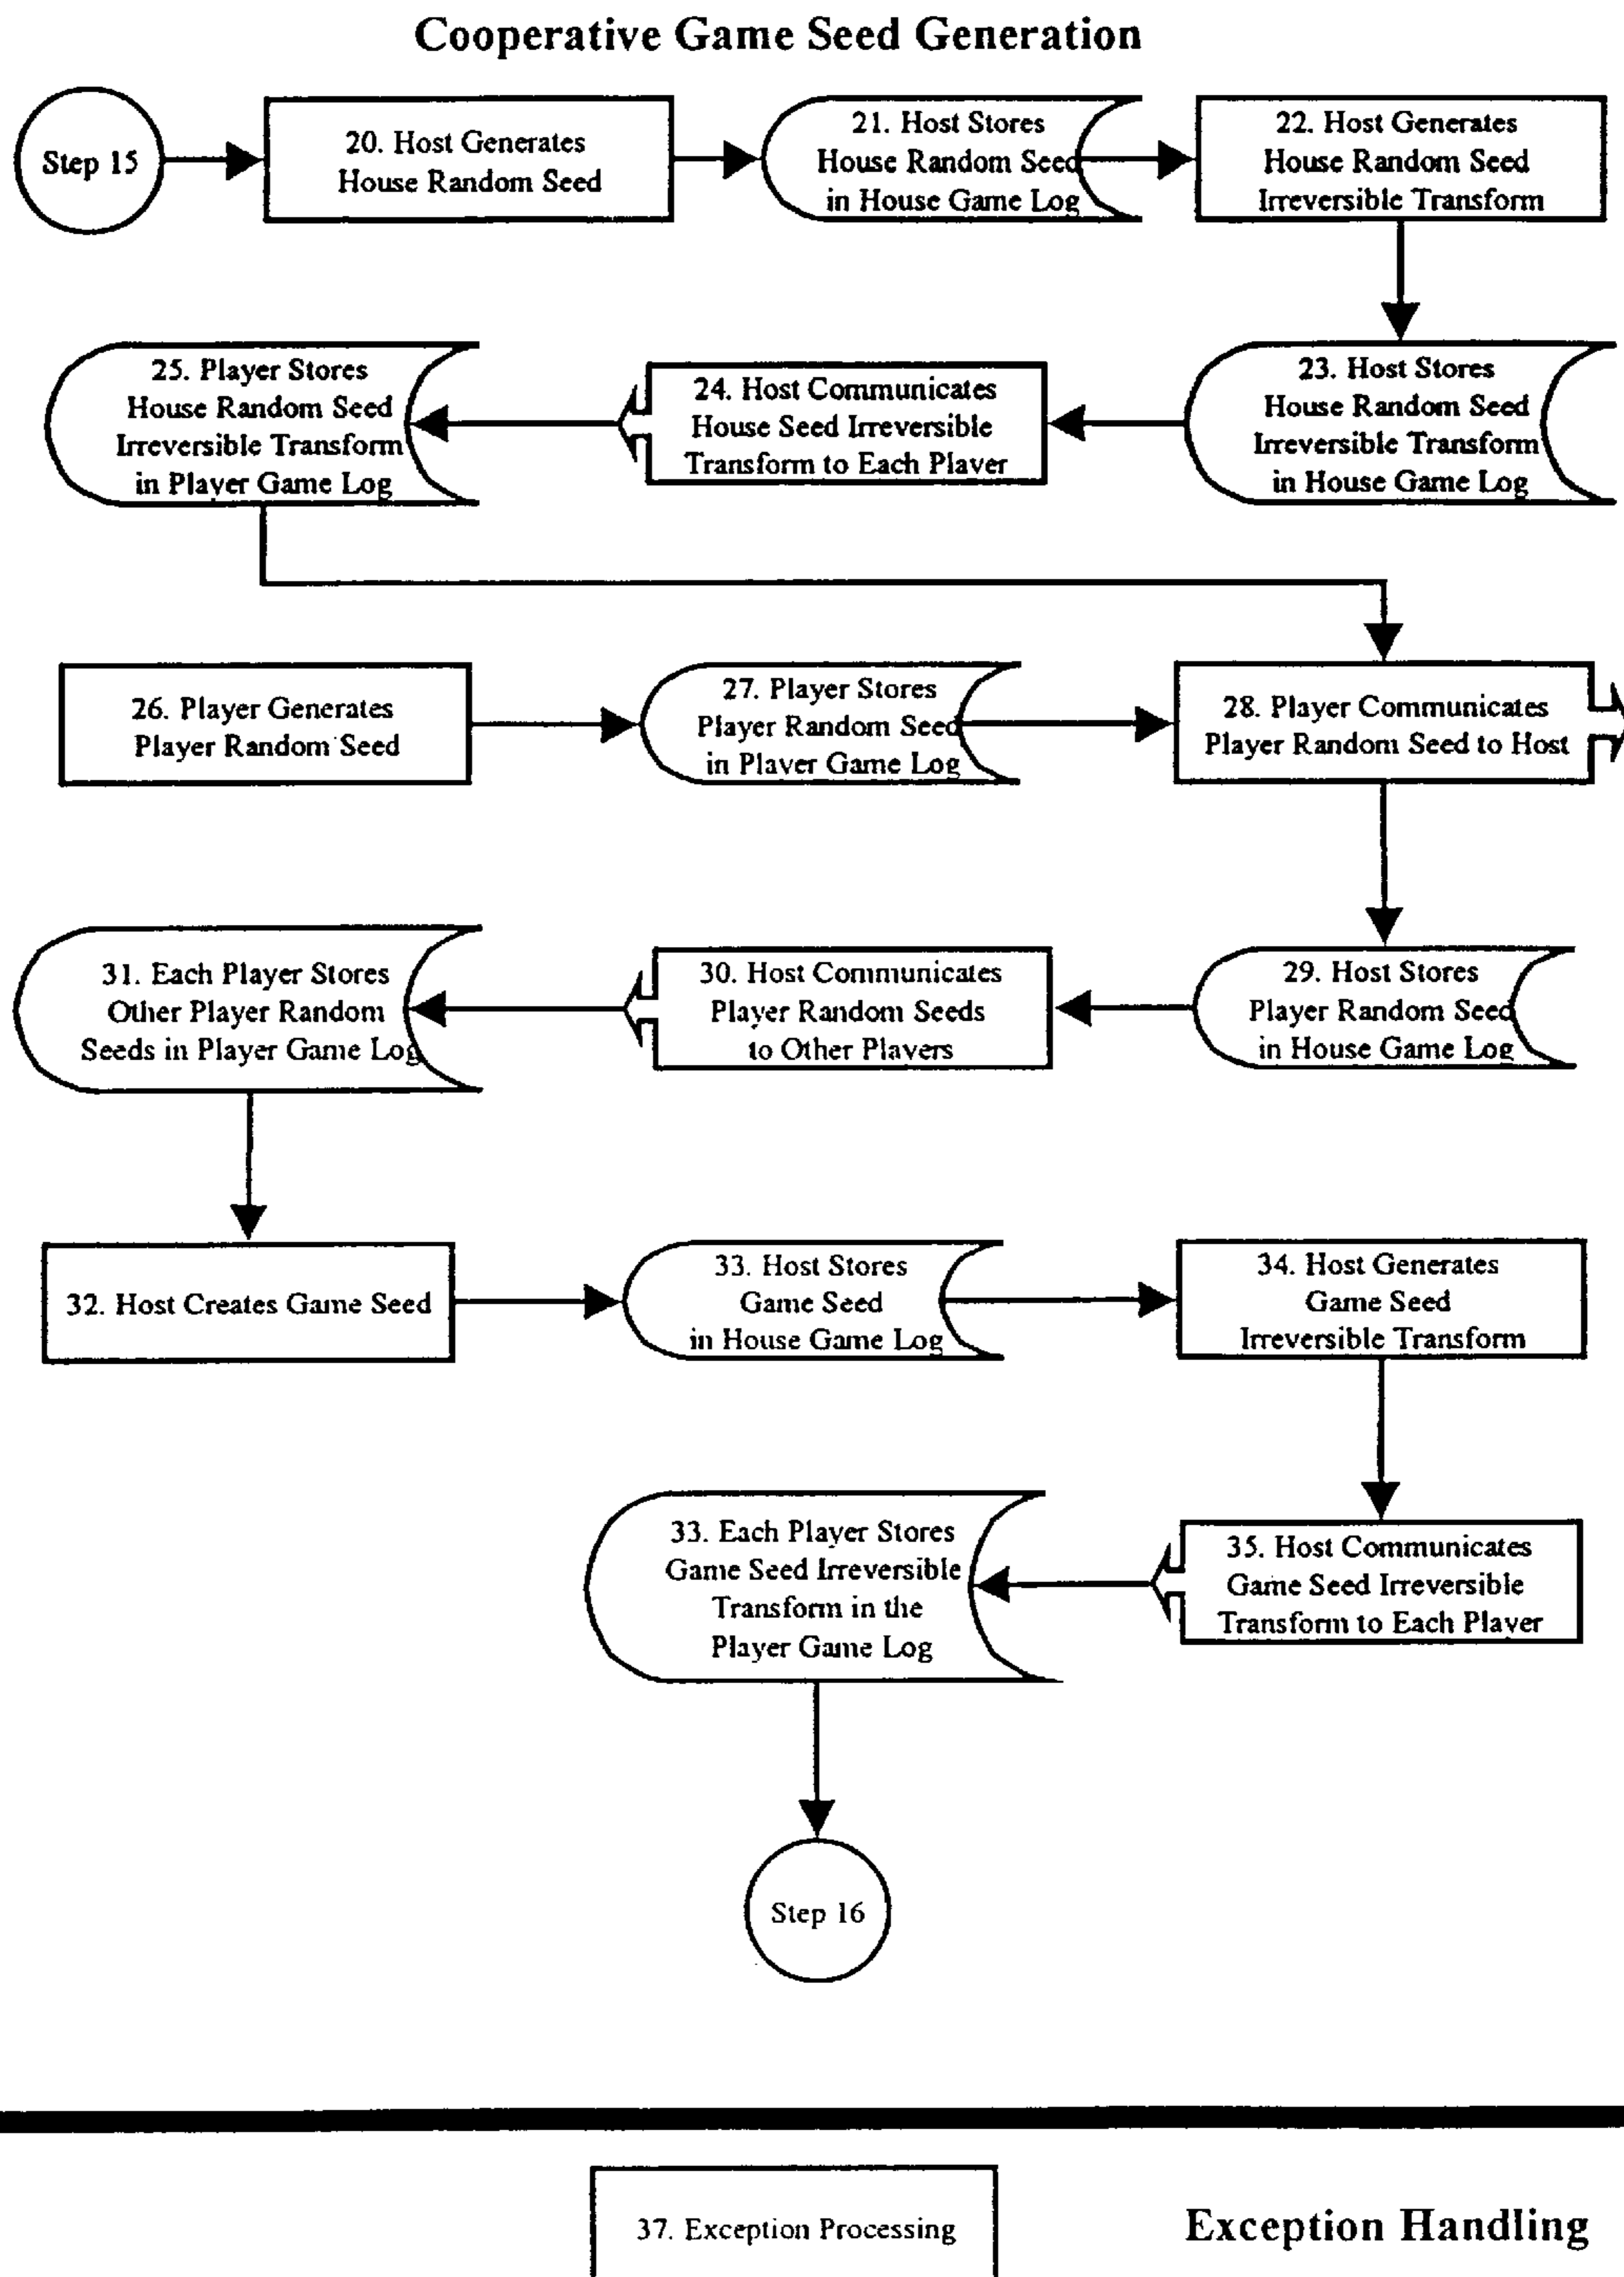 Cooperative Game Seed Generation
Step 15
20. Host Generates
House Random Seed
21. Host Stores
House Random Seed
in House Game Log
22. Host Generates
House Random Seed
Irreversible Transform
23. Host Stores
House Random Seed
Irreversible Transform
in House Game Log
24. Host Communicates
House Seed Irreversible
Transform to Each Player
25. Player Stores
House Random Seed
Irreversible Transform
in Player Game Log
26. Player Generates
Player Random Seed
27. Player Stores
Player Random Seed
in Player Game Log
28. Player Communicates
Player Random Seed to Host
29. Host Stores
Player Random Seed
in House Game Log
30. Host Communicates
Player Random Seeds
to Other Players
31. Each Player Stores
Other Player Random
Seeds in Player Game Log
32. Host Creates Game Seed
33. Host Stores
Game Seed
in House Game Log
34. Host Generates
Game Seed
Irreversible Transform
35. Host Communicates
Game Seed Irreversible
Transform to Each Player
33. Each Player Stores
Game Seed Irreversible
Transform in the
Player Game Log
Step 16
37. Exception Processing
Exception Handling